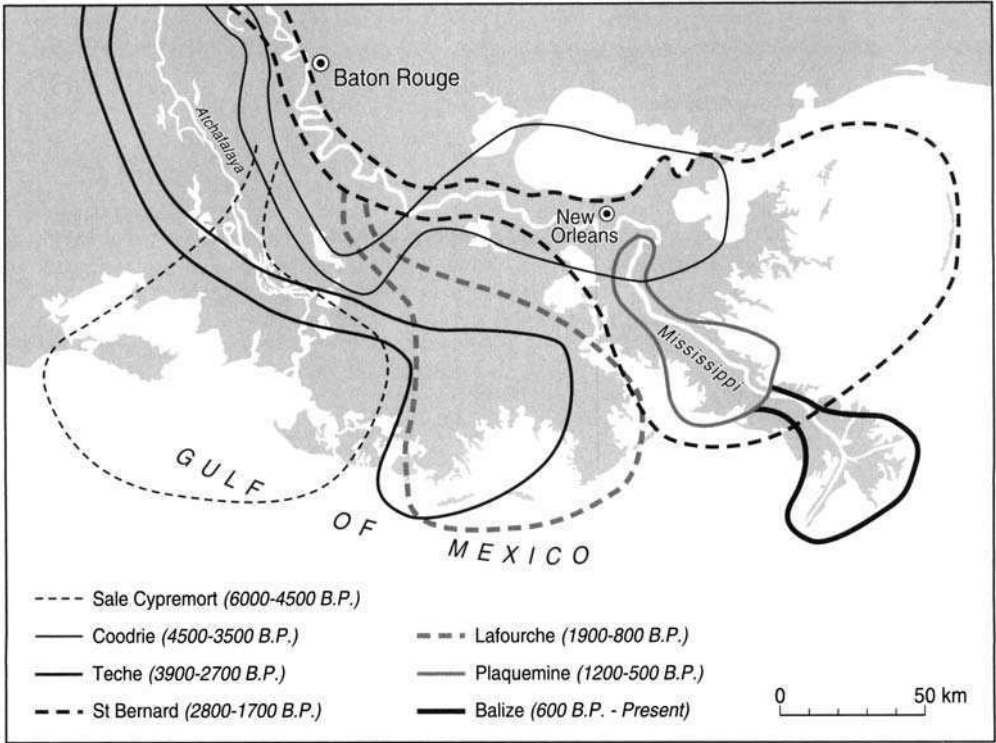 Baton Rouge
Atchafalaya
New
Orleans
Mississippi
GULF
OF
MEXICO
Sale Cypremort (6000-4500 B.P.)
Coodrie (4500-3500 B.P.)
Teche (3900-2700 B.P.)
St Bernard (2800-1700 B.P.)
Lafourche (1900-800 B.P.)
Plaquemine (1200-500 B.P.)
Balize (600 B.P. - Present)
0 50 km